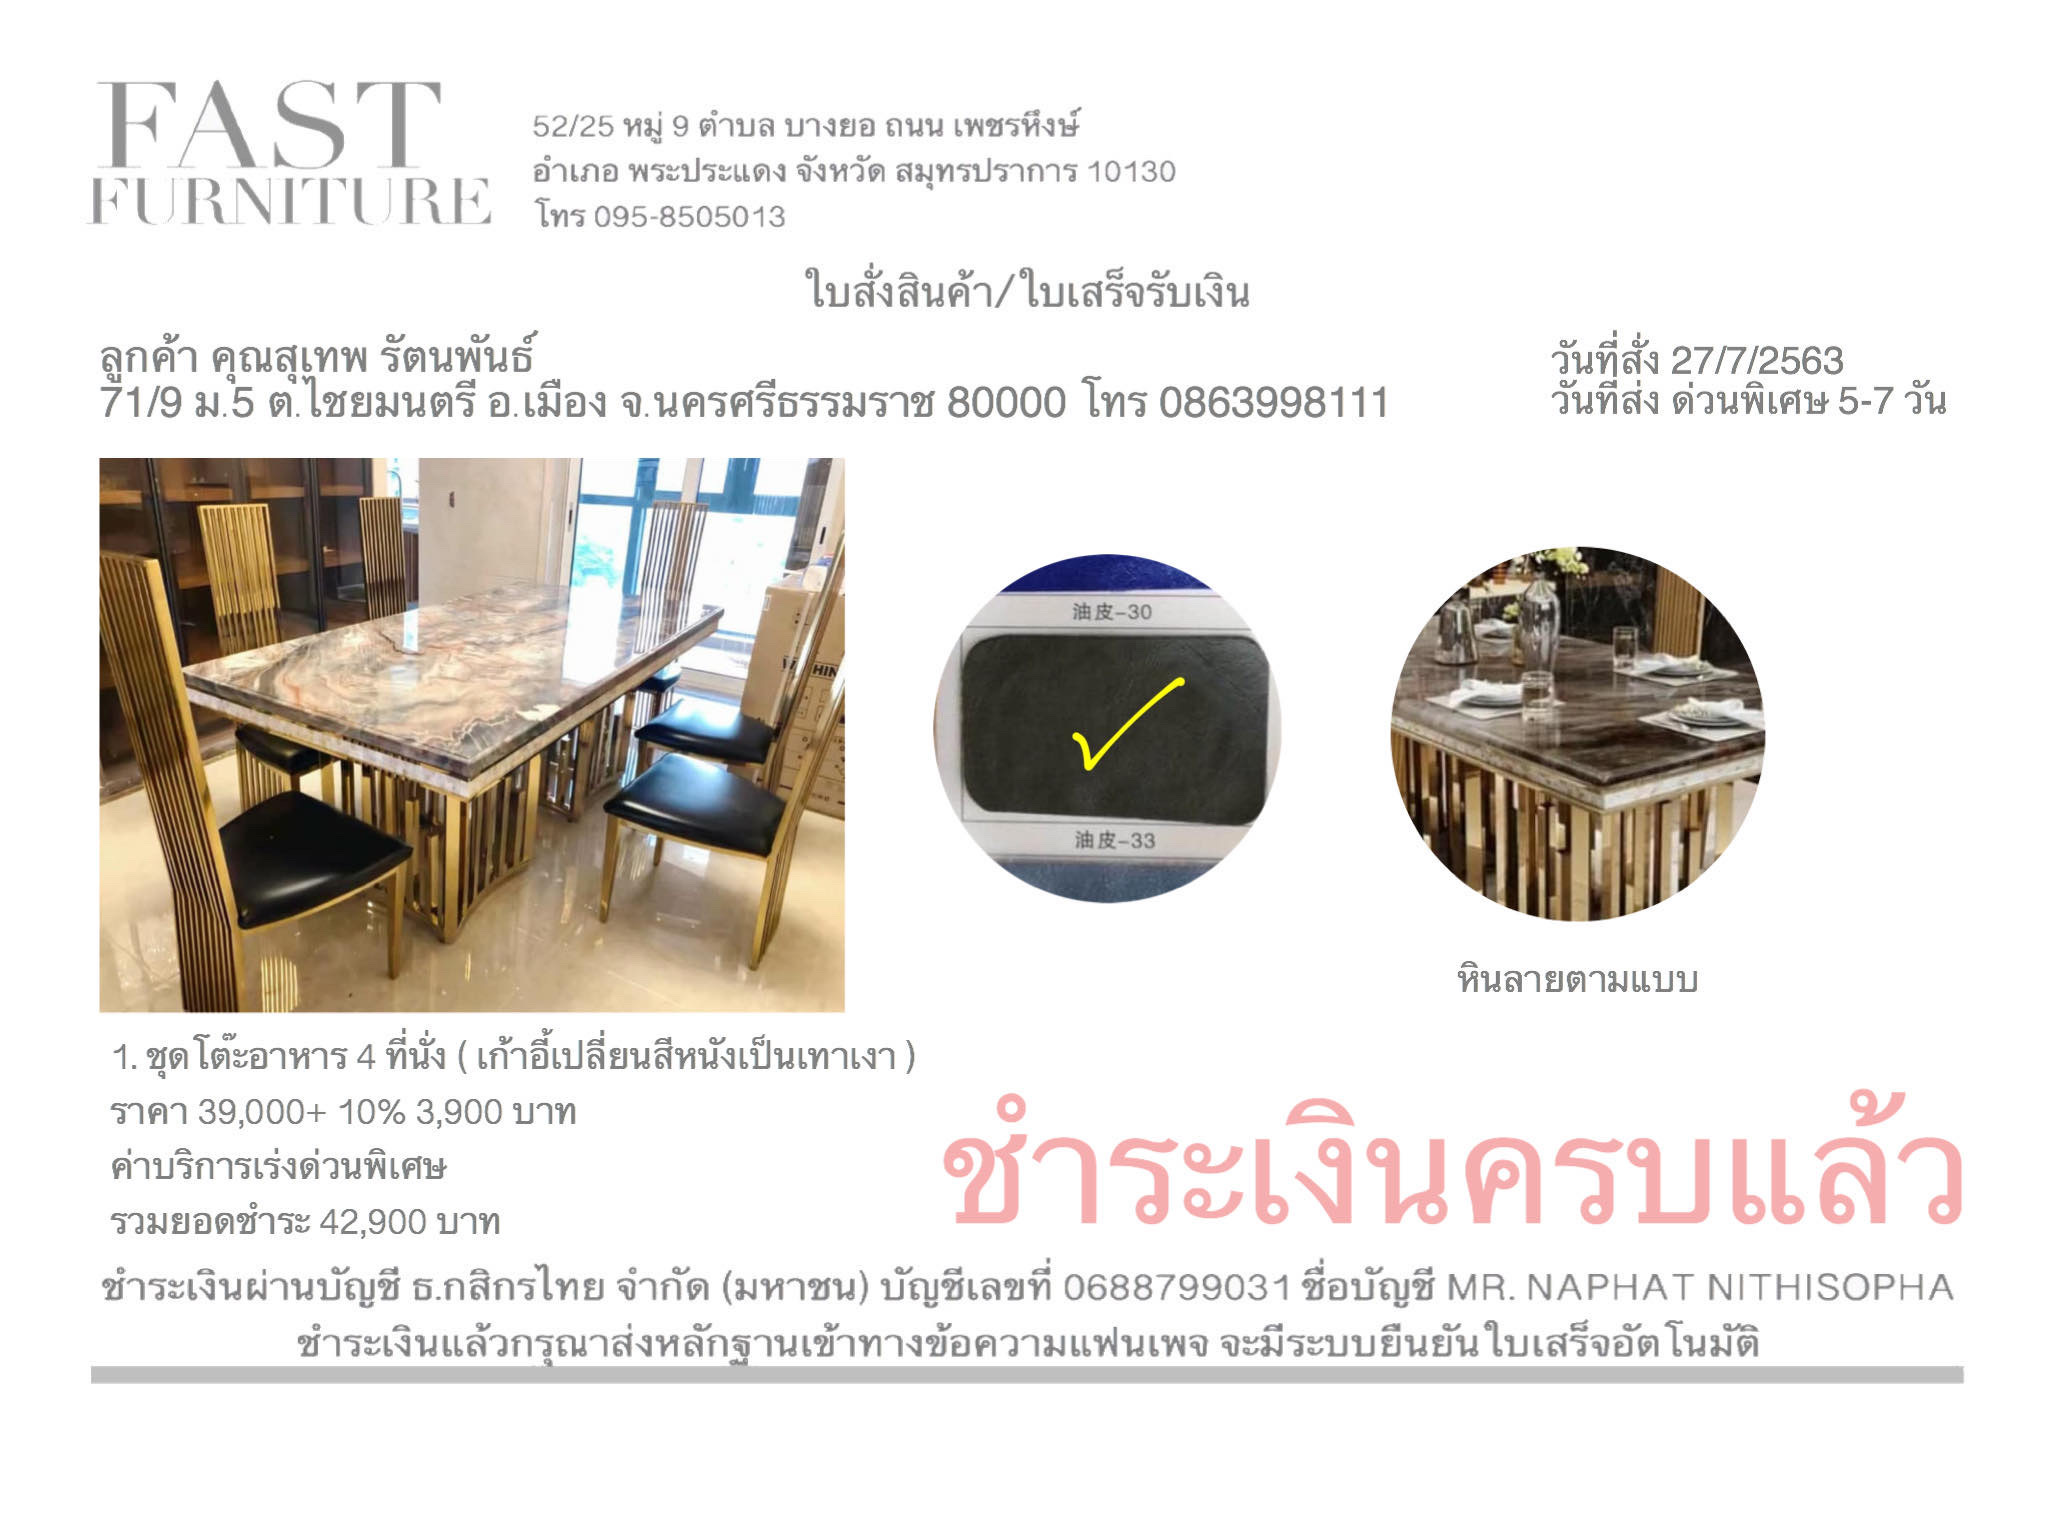 FAST
FURNITURE
52/25 หมู่ 9 ตำบล บางยอ ถนน เพชรหึงษ์
อำเภอ พระประแดง จังหวัด สมุทรปราการ 10130
โทร 095-8505013
ใบสั่งสินค้า/ใบเสร็จรับเงิน
ลูกค้า คุณสุเทพ รัตนพันธ์
71/9 ม.5 ต.ไชยมนตรี อ.เมือง จ.นครศรีธรรมราช 80000 โทร 0863998111
วันที่สั่ง 27/7/2563
วันที่ส่ง ด่วนพิเศษ 5-7 วัน
油皮-30
油皮-33
หินลายตามแบบ
1. ชุดโต๊ะอาหาร 4 ที่นั่ง ( เก้าอี้เปลี่ยนสีหนังเป็นเทาเงา )
ราคา 39,000+ 10% 3,900 บาท
ค่าบริการเร่งด่วนพิเศษ
รวมยอดชำระ 42,900 บาท
ชำระเงินครบแล้ว
ชำระเงินผ่านบัญชี ธ.กสิกรไทย จำกัด (มหาชน) บัญชีเลขที่ 0688799031 ชื่อบัญชี MR. NAPHAT NITHISOPHA
ชำระเงินแล้วกรุณาส่งหลักฐานเข้าทางข้อความแฟนเพจ จะมีระบบยืนยันใบเสร็จอัตโนมัติ